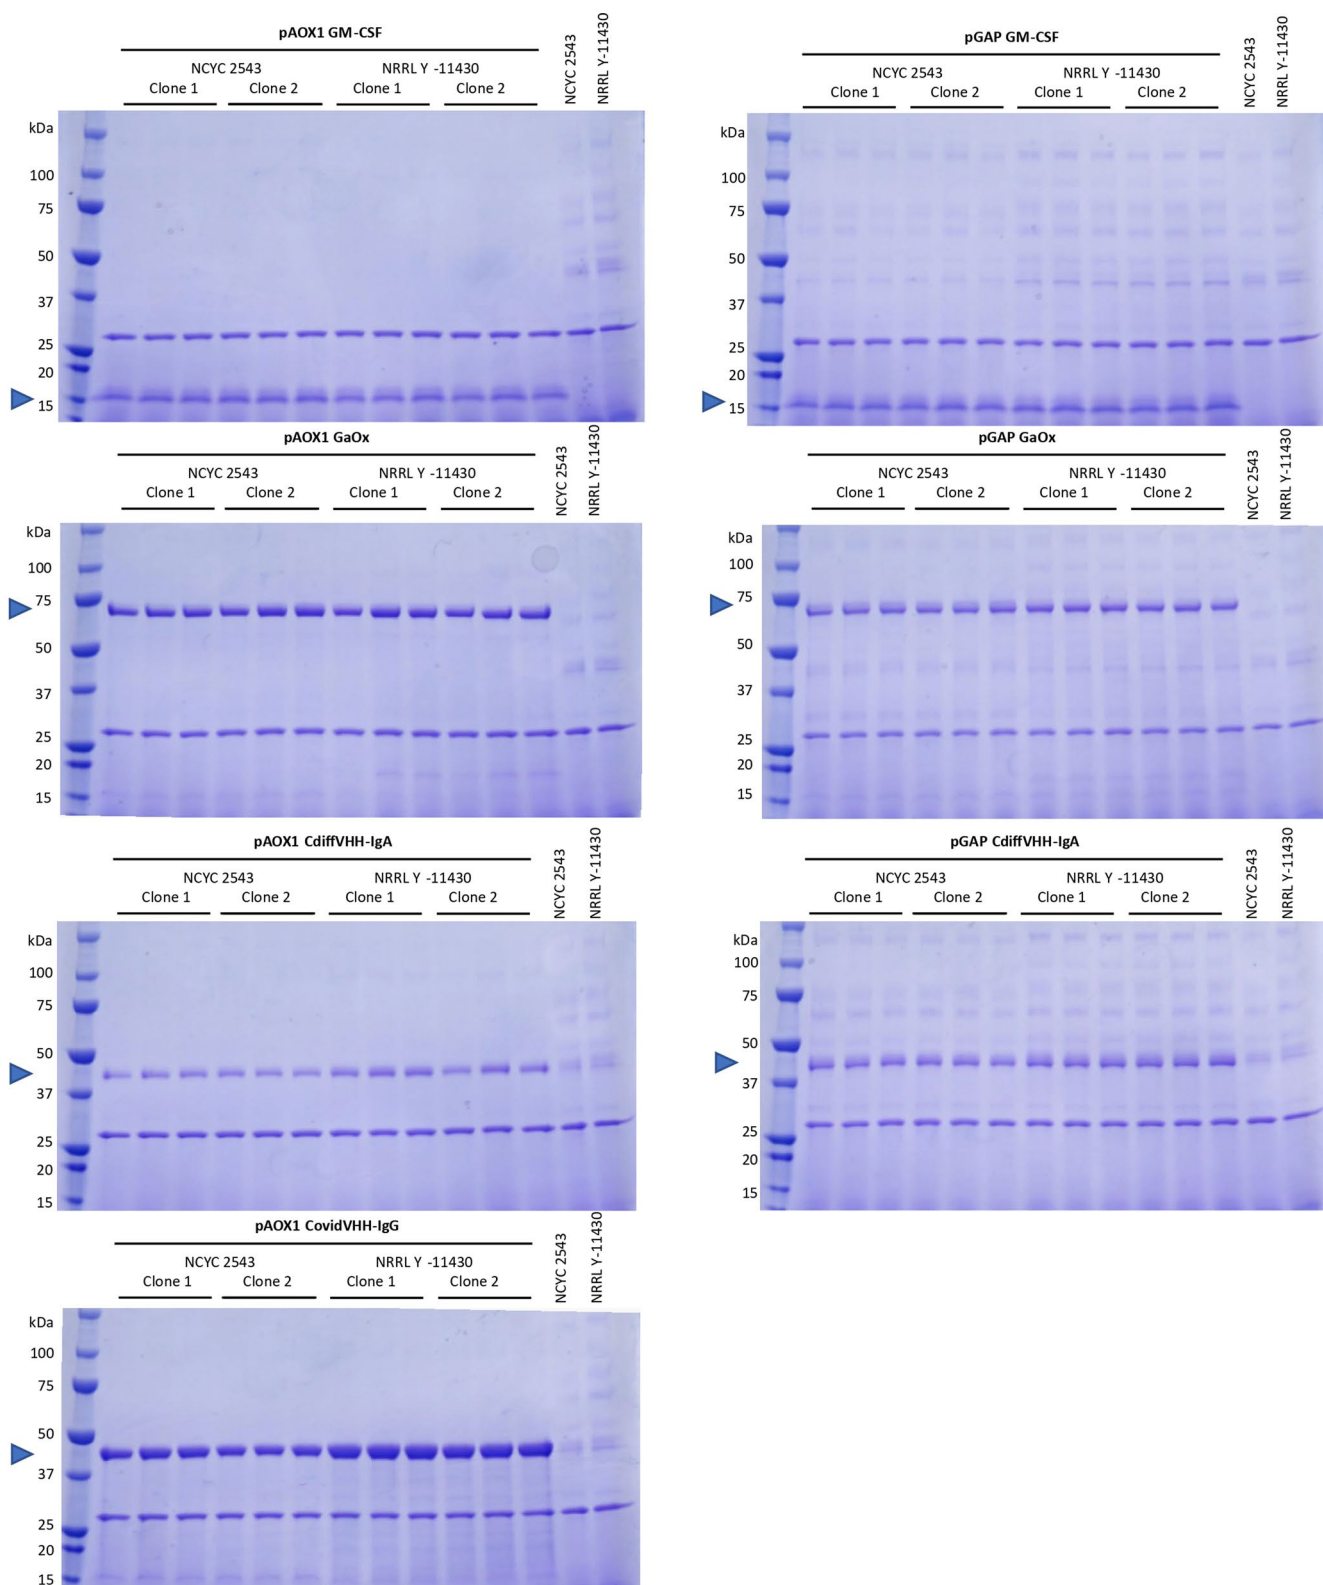 pAOX1 GM-CSF
NCYC 2543
NRRL Y -11430
Clone 1
Clone 2
Clone 1
Clone 2
NCYC 2543
NRRL Y-11430
kDa
100
75
50
37
25
20
15
pGAP GM-CSF
NCYC 2543
NRRL Y -11430
Clone 1
Clone 2
Clone 1
Clone 2
NCYC 2543
NRRL Y-11430
kDa
100
75
50
37
25
20
15
pAOX1 GaOx
NCYC 2543
NRRL Y -11430
Clone 1
Clone 2
Clone 1
Clone 2
NCYC 2543
NRRL Y-11430
kDa
100
75
50
37
25
20
15
pGAP GaOx
NCYC 2543
NRRL Y -11430
Clone 1
Clone 2
Clone 1
Clone 2
NCYC 2543
NRRL Y-11430
kDa
100
75
50
37
25
20
15
pAOX1 CdiffVHH-IgA
NCYC 2543
NRRL Y -11430
Clone 1
Clone 2
Clone 1
Clone 2
NCYC 2543
NRRL Y-11430
kDa
100
75
50
37
25
20
15
pGAP CdiffVHH-IgA
NCYC 2543
NRRL Y -11430
Clone 1
Clone 2
Clone 1
Clone 2
NCYC 2543
NRRL Y-11430
kDa
100
75
50
37
25
20
15
pAOX1 CovidVHH-IgG
NCYC 2543
NRRL Y -11430
Clone 1
Clone 2
Clone 1
Clone 2
NCYC 2543
NRRL Y-11430
kDa
100
75
50
37
25
20
15